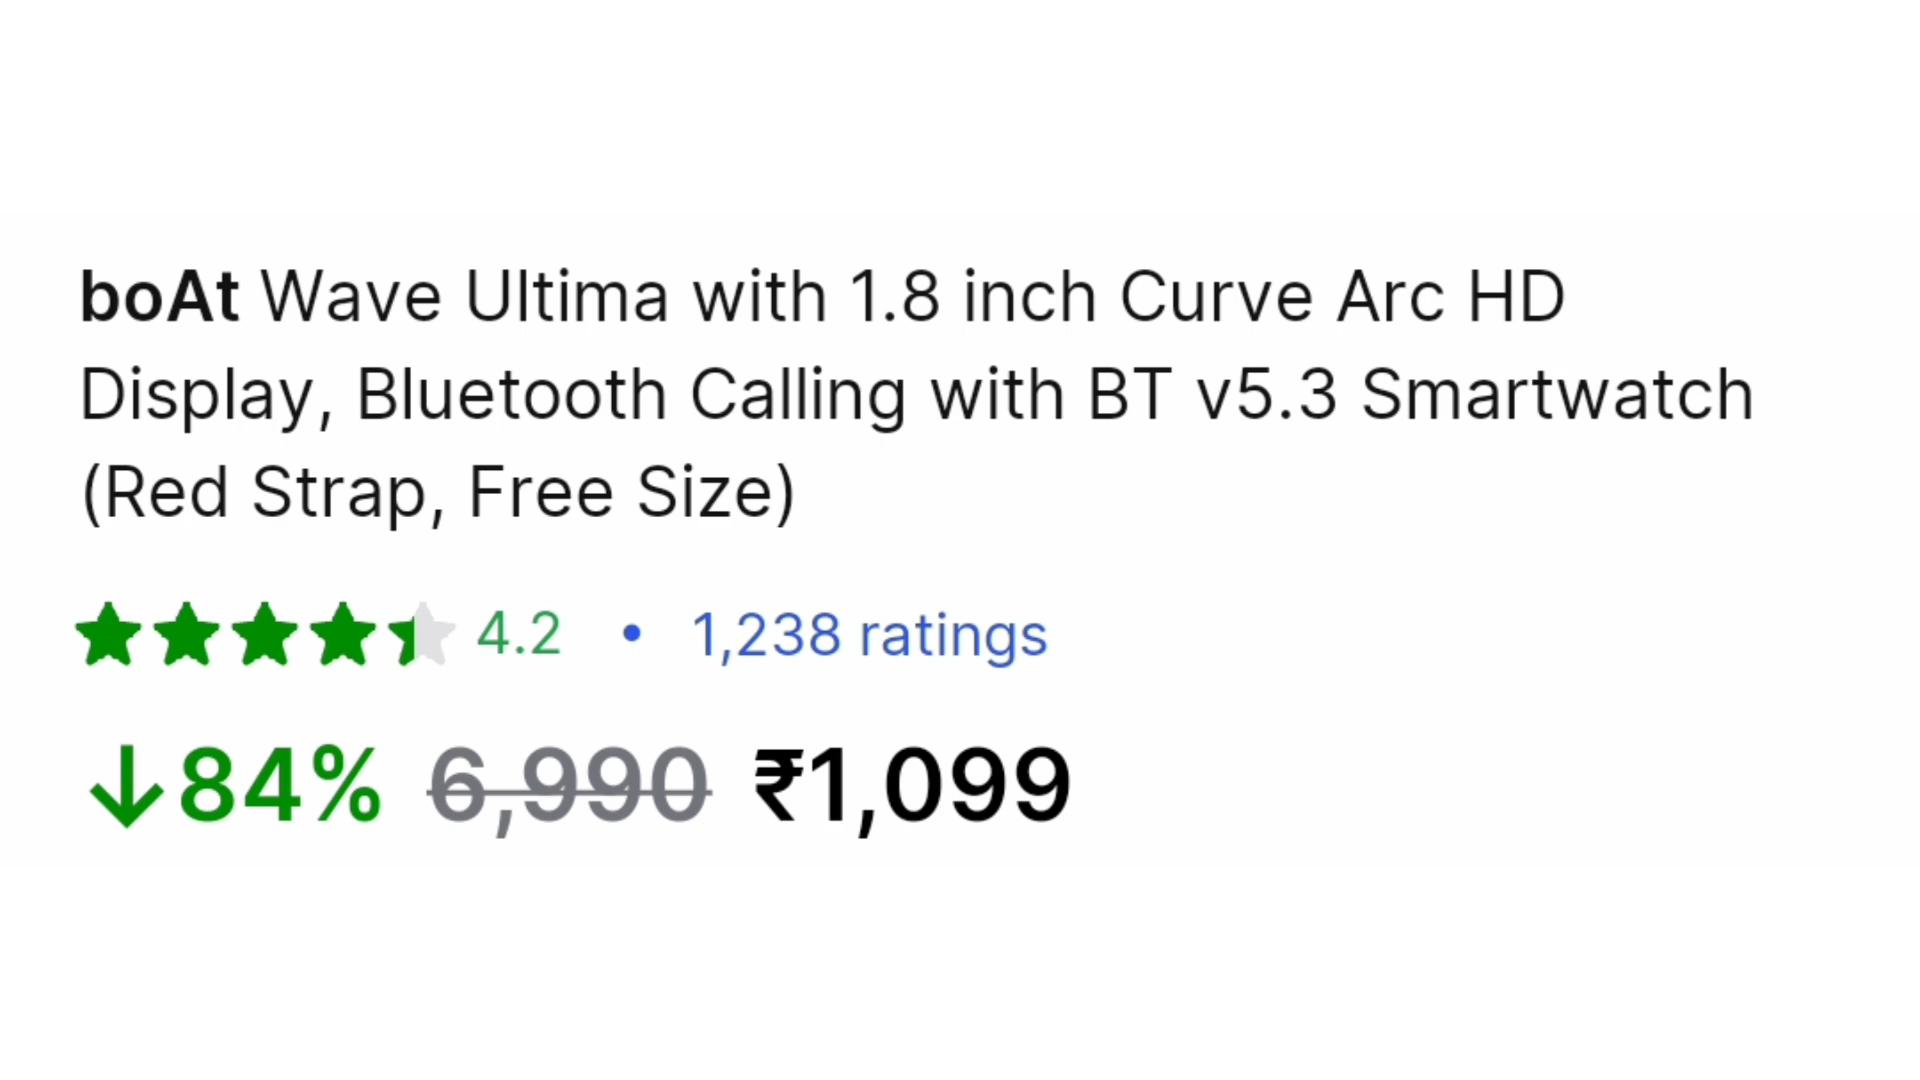 boAt Wave Ultima with 1.8 inch Curve Arc HD
Display, Bluetooth Calling with BT v5.3 Smartwatch
(Red Strap, Free Size)
4.2 • 1,238 ratings
↓84% 6,990 ₹1,099